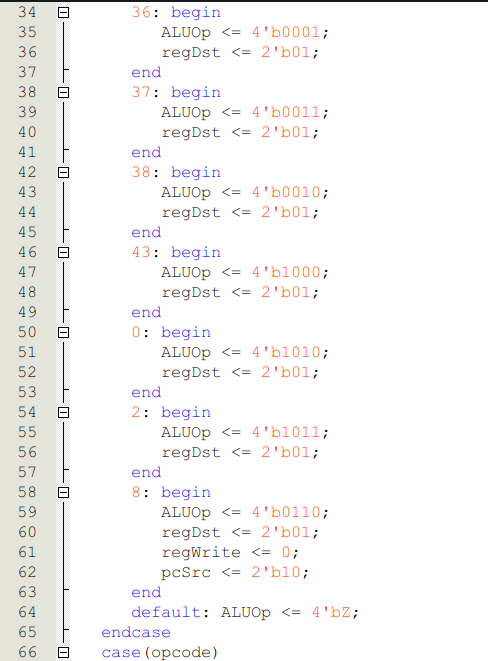 34 36: begin
35 ALUOp <= 4'b0001;
36 regDst <= 2'b01;
37 end
38 37: begin
39 ALUOp <= 4'b0011;
40 regDst <= 2'b01;
41 end
42 38: begin
43 ALUOp <= 4'b0010;
44 regDst <= 2'b01;
45 end
46 43: begin
47 ALUOp <= 4'b1000;
48 regDst <= 2'b01;
49 end
50 0: begin
51 ALUOp <= 4'b1010;
52 regDst <= 2'b01;
53 end
54 2: begin
55 ALUOp <= 4'b1011;
56 regDst <= 2'b01;
57 end
58 8: begin
59 ALUOp <= 4'b0110;
60 regDst <= 2'b01;
61 regWrite <= 0;
62 pcSrc <= 2'b10;
63 end
64 default: ALUOp <= 4'bZ;
65 endcase
66 case(opcode)